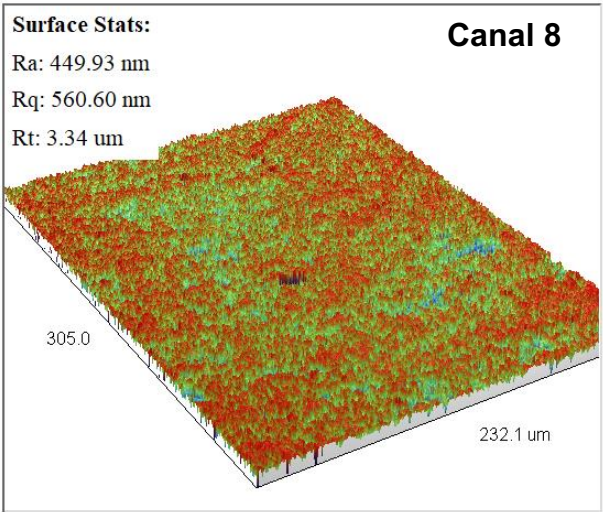 Surface Stats:
Ra: 449.93 nm
Rq: 560.60 nm
Rt: 3.34 um
Canal 8
305.0
232.1 um